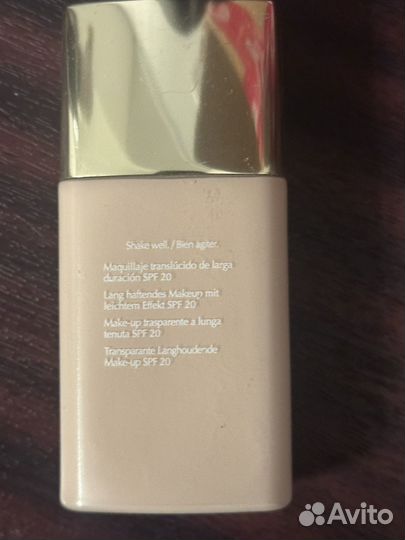 Shake well. / Bien agiter.
Maquillaje translúcido de larga
duración SPF 20
Lang haftendes Makeup mit
leichtem Effekt SPF 20
Make-up trasparente a lunga
tenuta SPF 20
Transparante Langhoudende
Make-up SPF 20
Avito